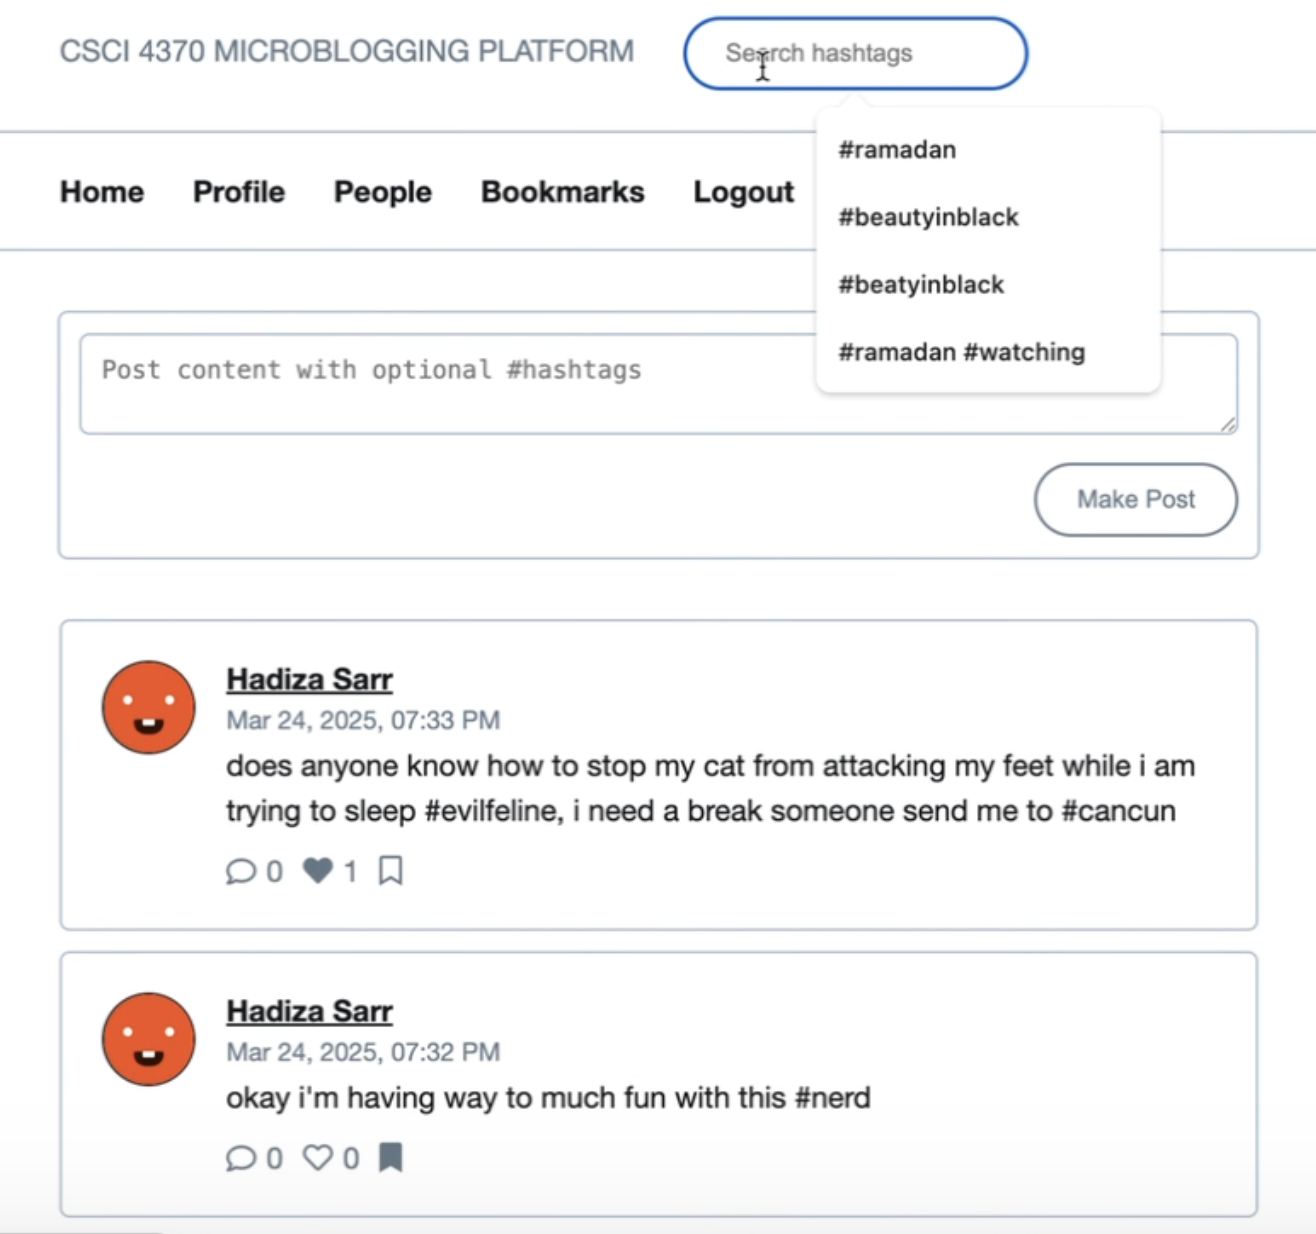 CSCI 4370 MICROBLOGGING PLATFORM
Search hashtags
#ramadan
#beautyinblack
#beatyinblack
#ramadan #watching
Home Profile People Bookmarks Logout
Post content with optional #hashtags
Make Post
Hadiza Sarr
Mar 24, 2025, 07:33 PM
does anyone know how to stop my cat from attacking my feet while i am
trying to sleep #evilfeline, i need a break someone send me to #cancun
0 1
Hadiza Sarr
Mar 24, 2025, 07:32 PM
okay i'm having way to much fun with this #nerd
0 0